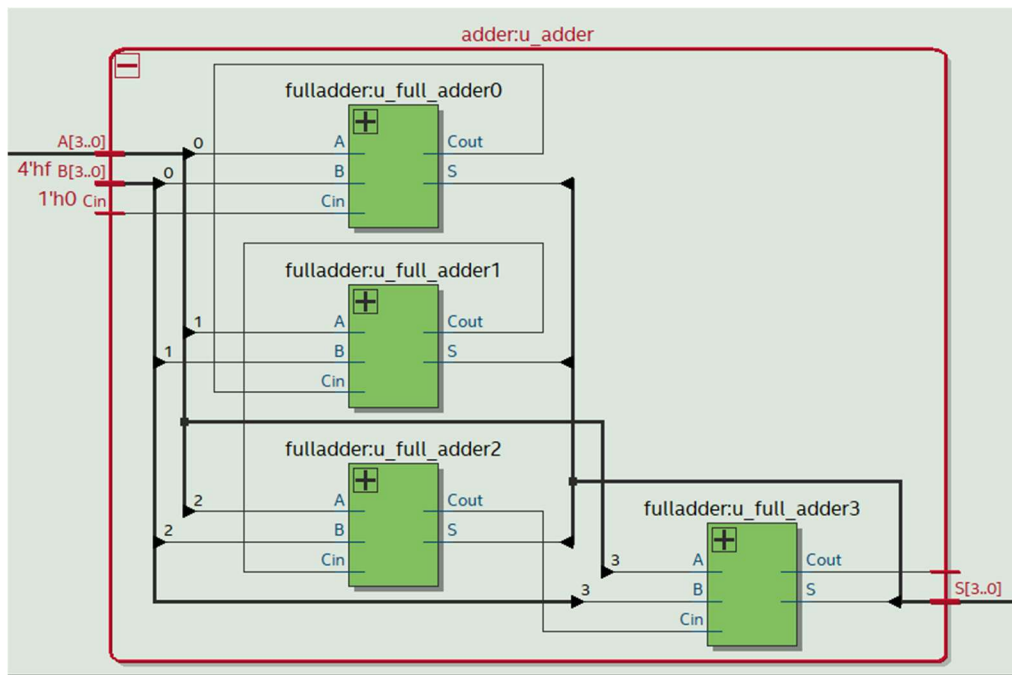 adder:u_adder
fulladder:u_full_adder0
A[3..0]
0
A
Cout
4'hf B[3..0]
0
B
S
1'h0 Cin
Cin
fulladder:u_full_adder1
1
A
Cout
1
B
S
Cin
fulladder:u_full_adder2
2
A
Cout
2
B
S
Cin
fulladder:u_full_adder3
3
A
Cout
3
B
S
S[3..0]
Cin